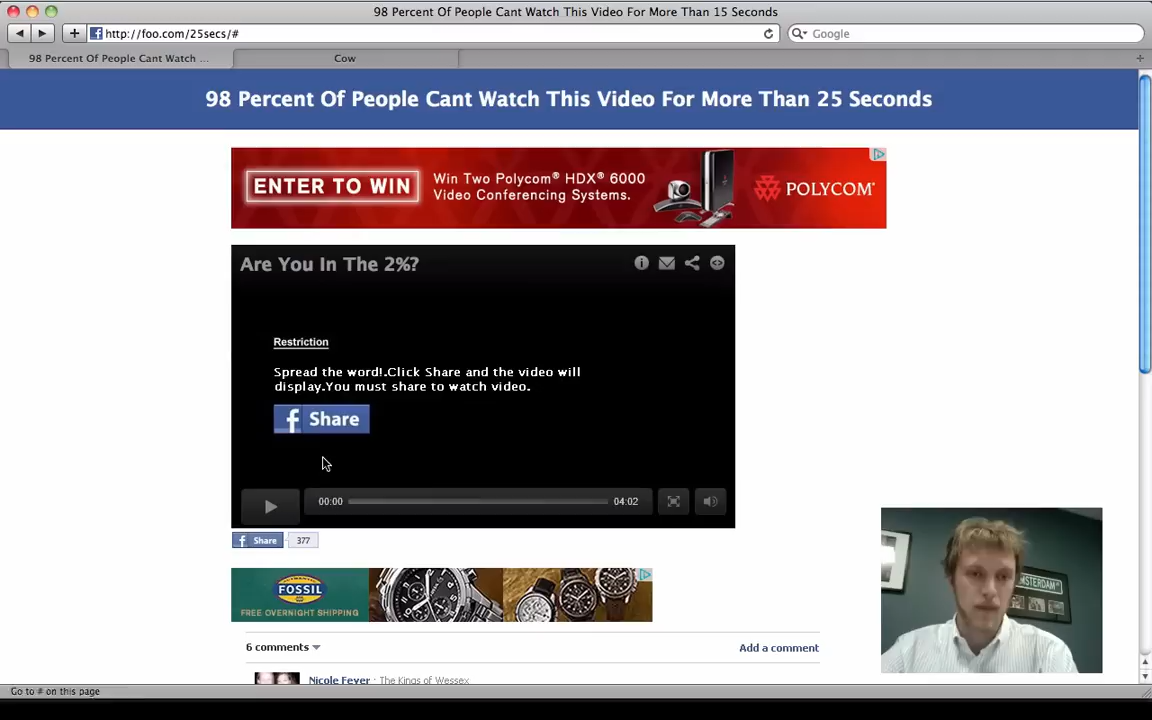 98 Percent Of People Cant Watch This Video For More Than 15 Seconds
http://foo.com/25secs/#
Google
98 Percent Of People Cant Watch ...
Cow
98 Percent Of People Cant Watch This Video For More Than 25 Seconds
ENTER TO WIN
Win Two Polycom® HDX® 6000
Video Conferencing Systems.
POLYCOM®
Are You In The 2%?
Restriction
Spread the word!.Click Share and the video will
display.You must share to watch video.
f Share
00:00
04:02
f Share
377
FOSSIL
FREE OVERNIGHT SHIPPING
AMSTERDAM
6 comments
Add a comment
Nicole Feyer · The Kings of Wessex
Go to # on this page